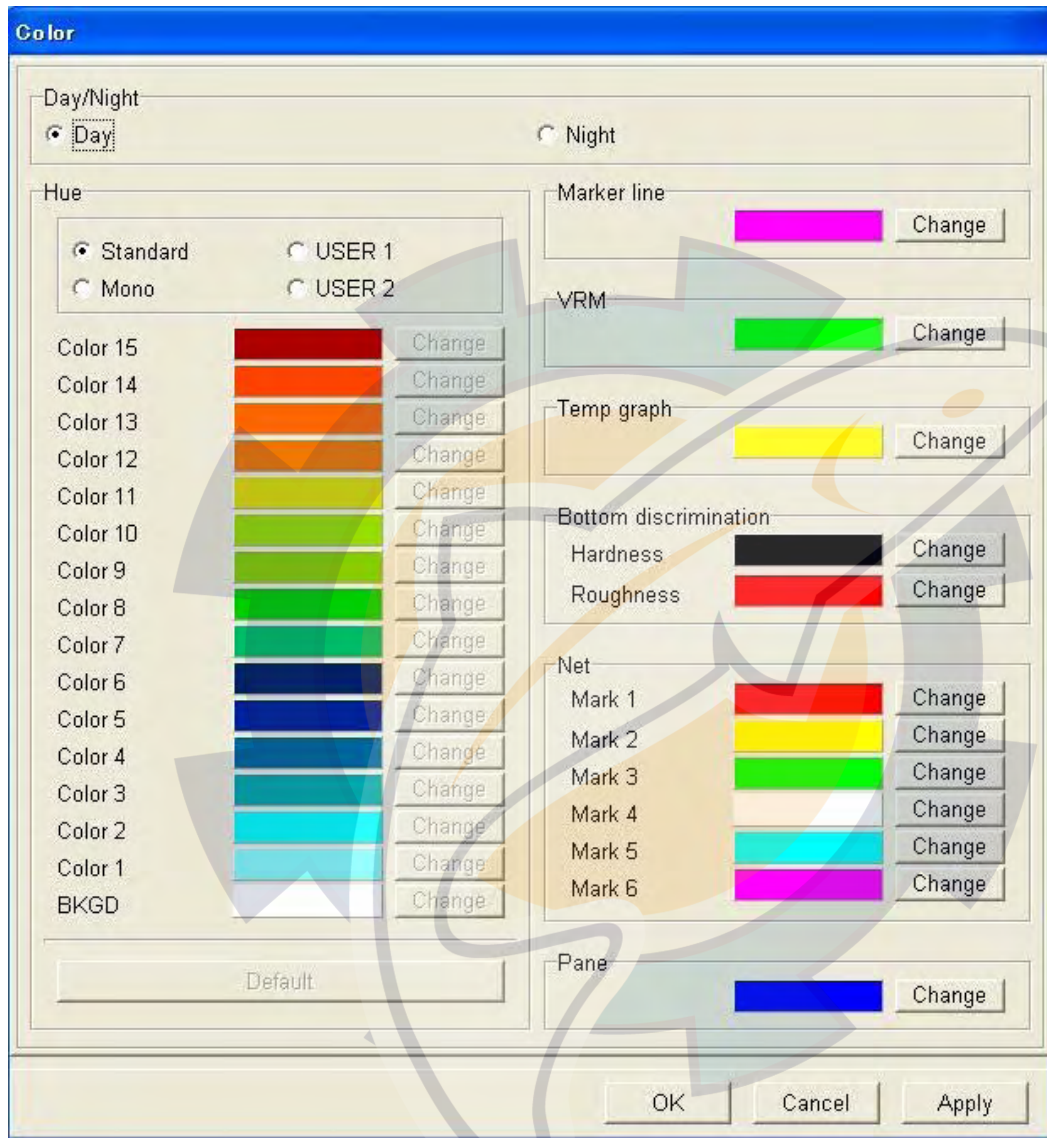 Color
Day/Night
Day
Night
Hue
Standard
USER 1
Mono
USER 2
Color 15 Change
Color 14 Change
Color 13 Change
Color 12 Change
Color 11 Change
Color 10 Change
Color 9 Change
Color 8 Change
Color 7 Change
Color 6 Change
Color 5 Change
Color 4 Change
Color 3 Change
Color 2 Change
Color 1 Change
BKGD Change
Default
Marker line
Change
VRM
Change
Temp graph
Change
Bottom discrimination
Hardness Change
Roughness Change
Net
Mark 1 Change
Mark 2 Change
Mark 3 Change
Mark 4 Change
Mark 5 Change
Mark 6 Change
Pane
Change
OK
Cancel
Apply